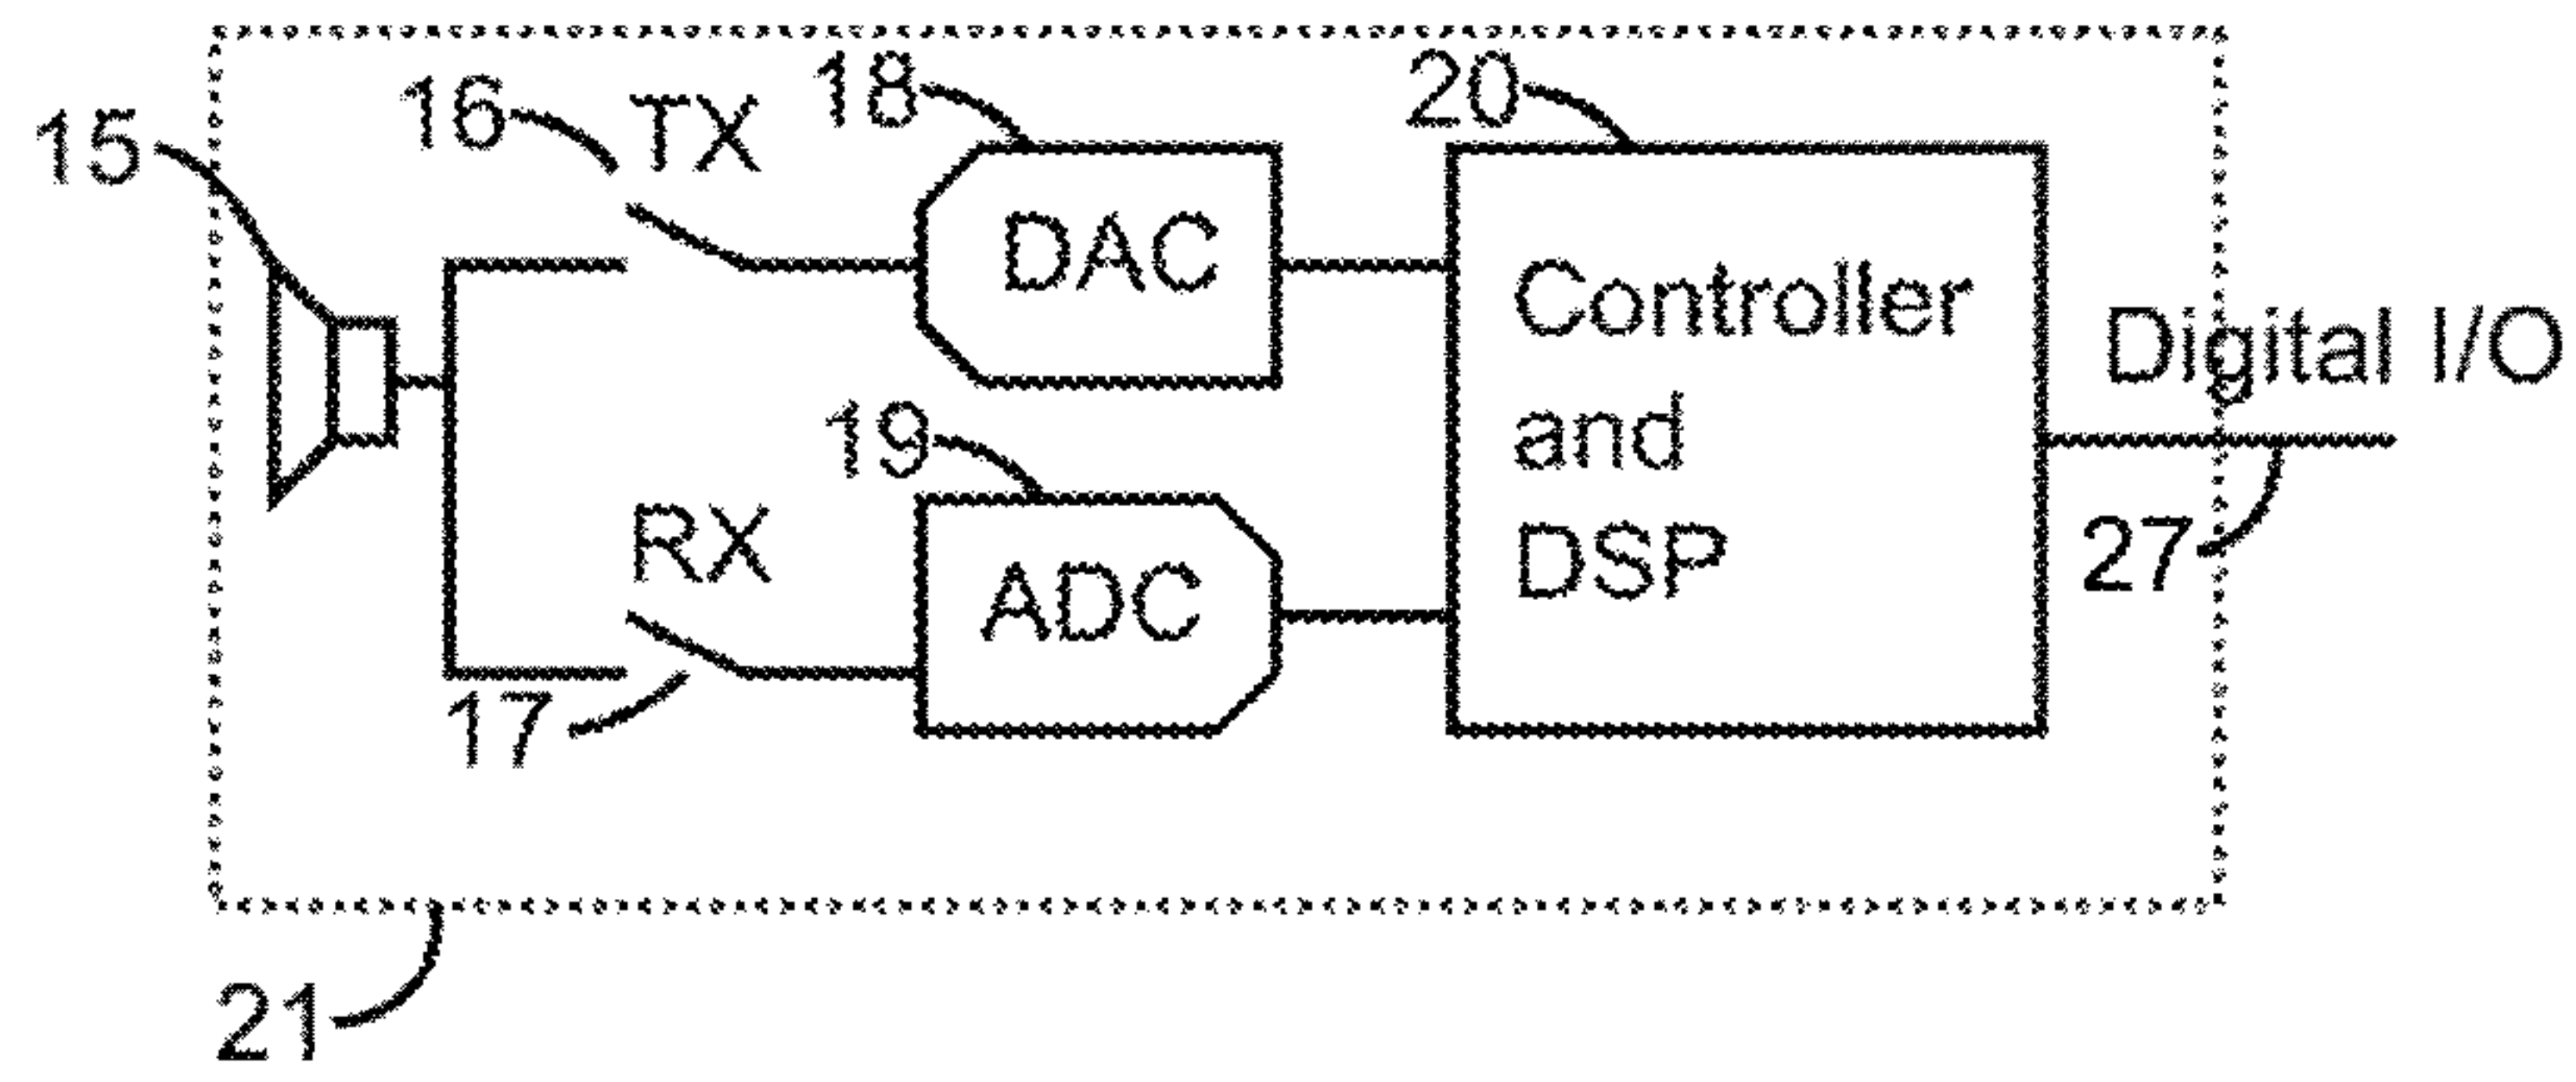 15
16
TX
18
20
DAC
Controller
and
DSP
Digital I/O
19
RX
ADC
17
27
21